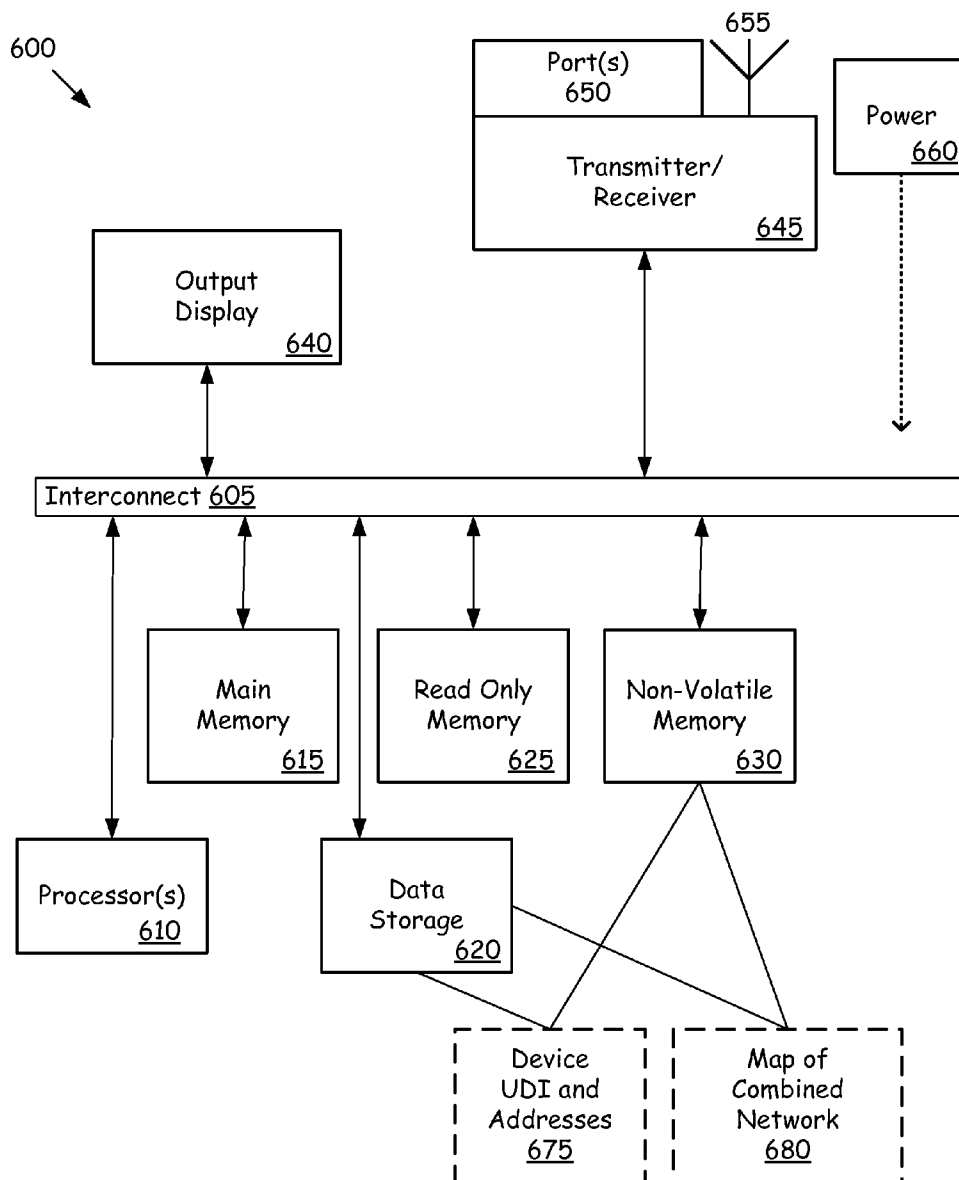 600
655
Port(s)
650
Power
660
Transmitter/
Receiver
645
Output
Display
640
Interconnect 605
Main
Memory
615
Read Only
Memory
625
Non-Volatile
Memory
630
Processor(s)
610
Data
Storage
620
Device
UDI and
Addresses
675
Map of
Combined
Network
680